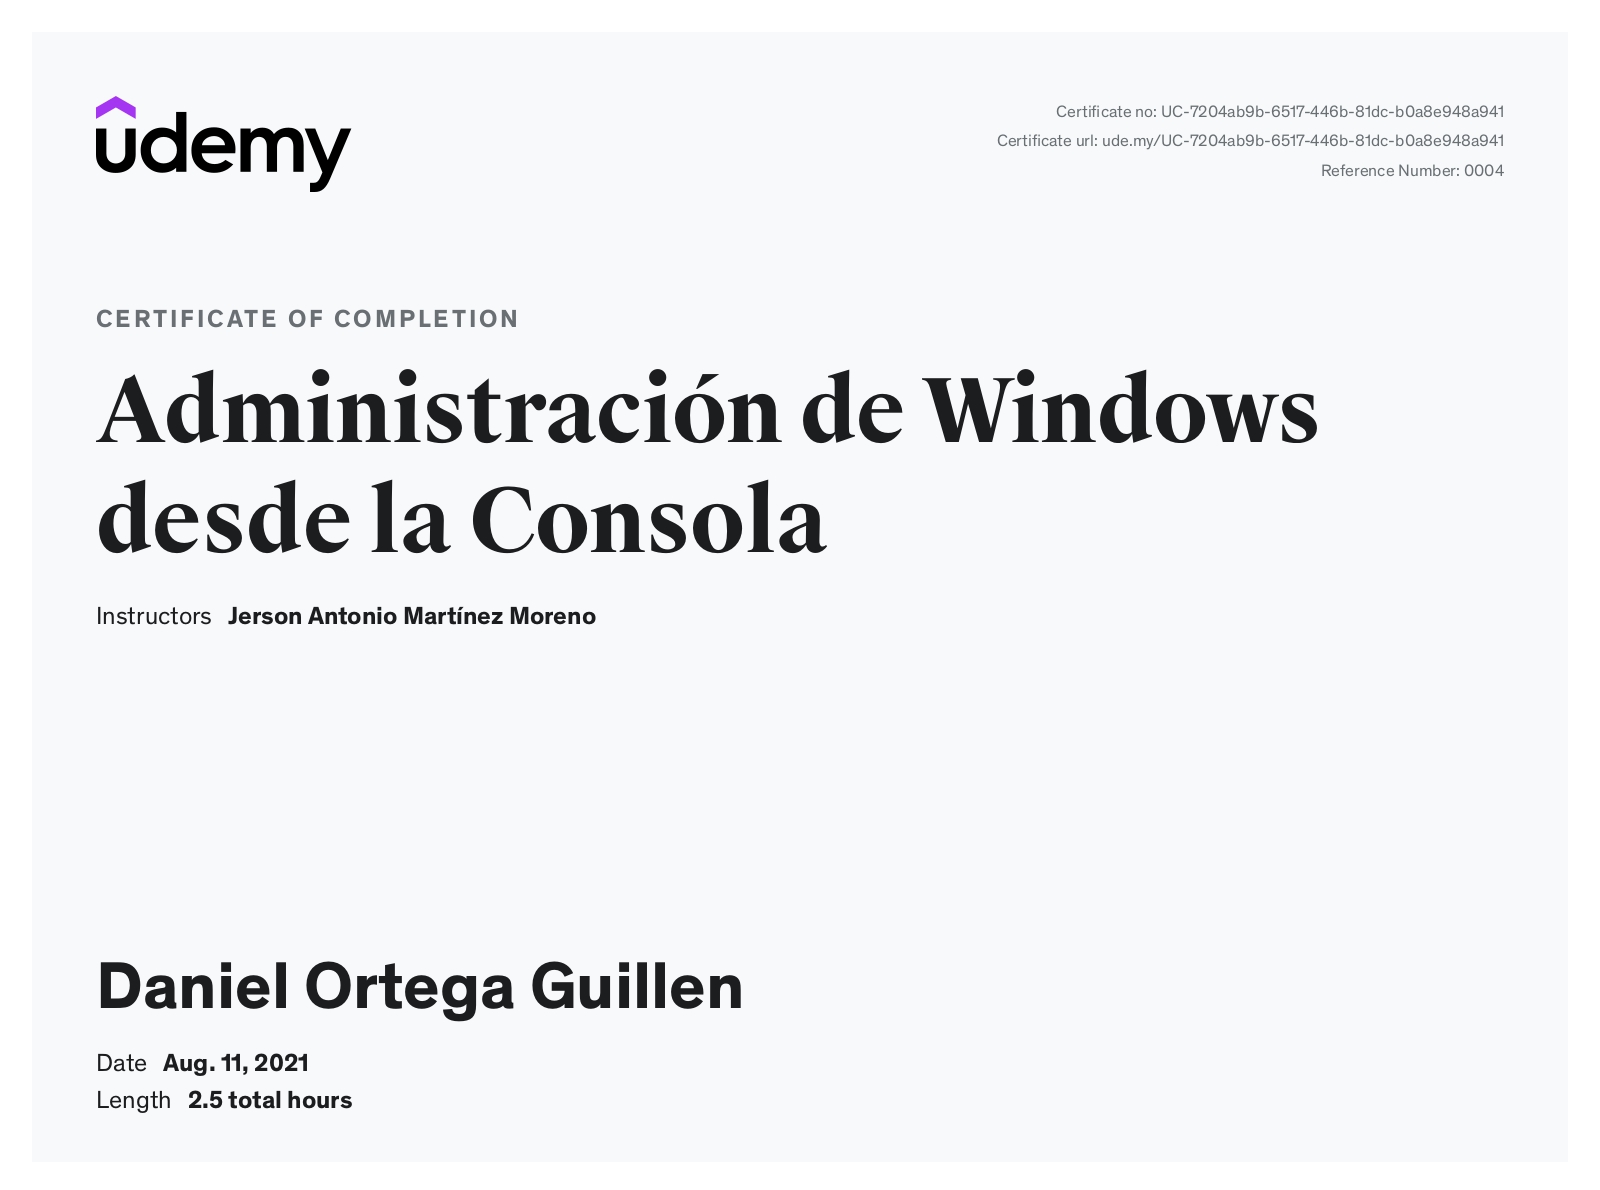 udemy
Certificate no: UC-7204ab9b-6517-446b-81dc-b0a8e948a941
Certificate url: ude.my/UC-7204ab9b-6517-446b-81dc-b0a8e948a941
Reference Number: 0004
CERTIFICATE OF COMPLETION
Administración de Windows
desde la Consola
Instructors Jerson Antonio Martínez Moreno
Daniel Ortega Guillen
Date Aug. 11, 2021
Length 2.5 total hours